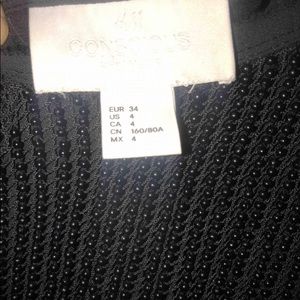 H&M
CONSCIOUS
EUR 34
US 4
CA 4
CN 160/80A
MX 4